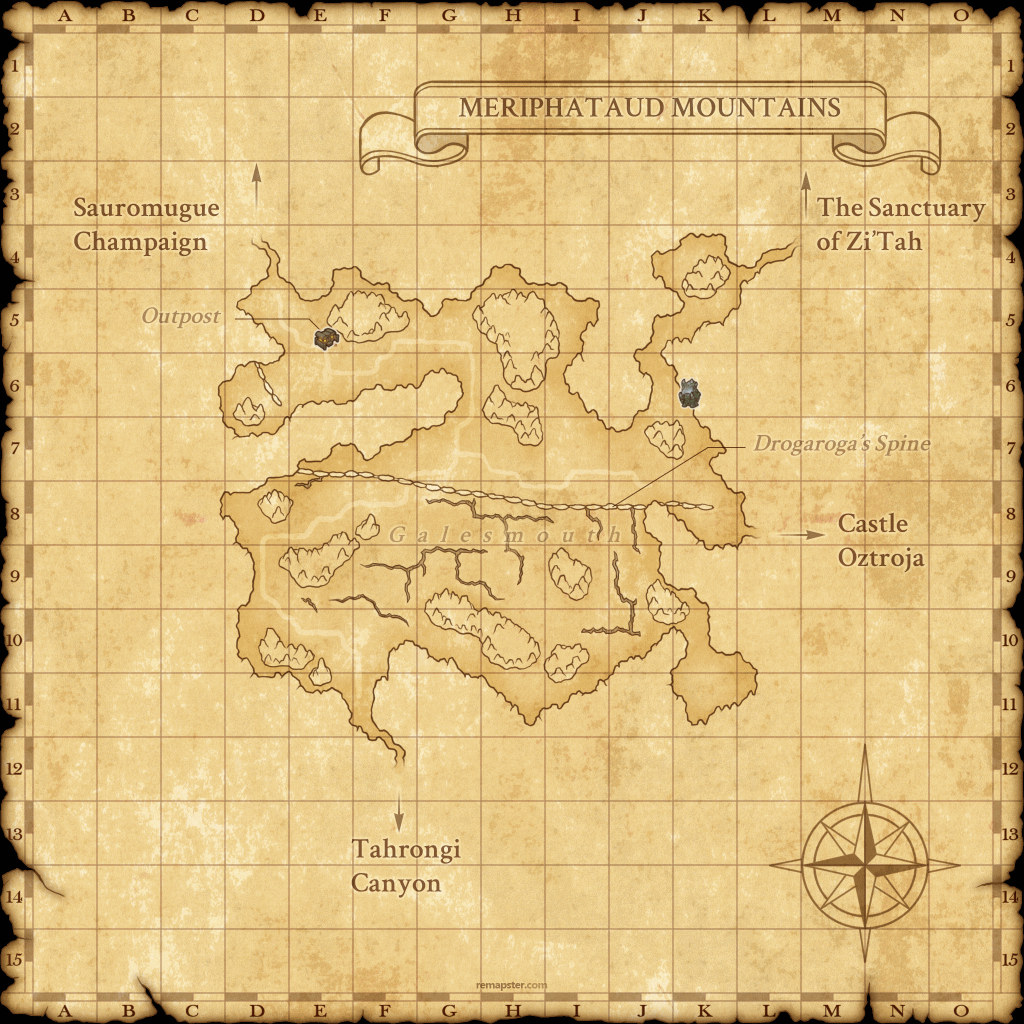 A B C D E F G H I J K L M N O
1 1
MERIPHATAUD MOUNTAINS
2 2
3 3
Sauromugue
Champaign
The Sanctuary
of Zi'Tah
4 4
Outpost
5 5
6 6
Drogaroga's Spine
7 7
8 8
Galesmouth
Castle
Oztroja
9 9
10 10
11 11
12 12
13 13
Tahrongi
Canyon
14 14
15 15
remapster.com
A B C D E F G H I J K L M N O